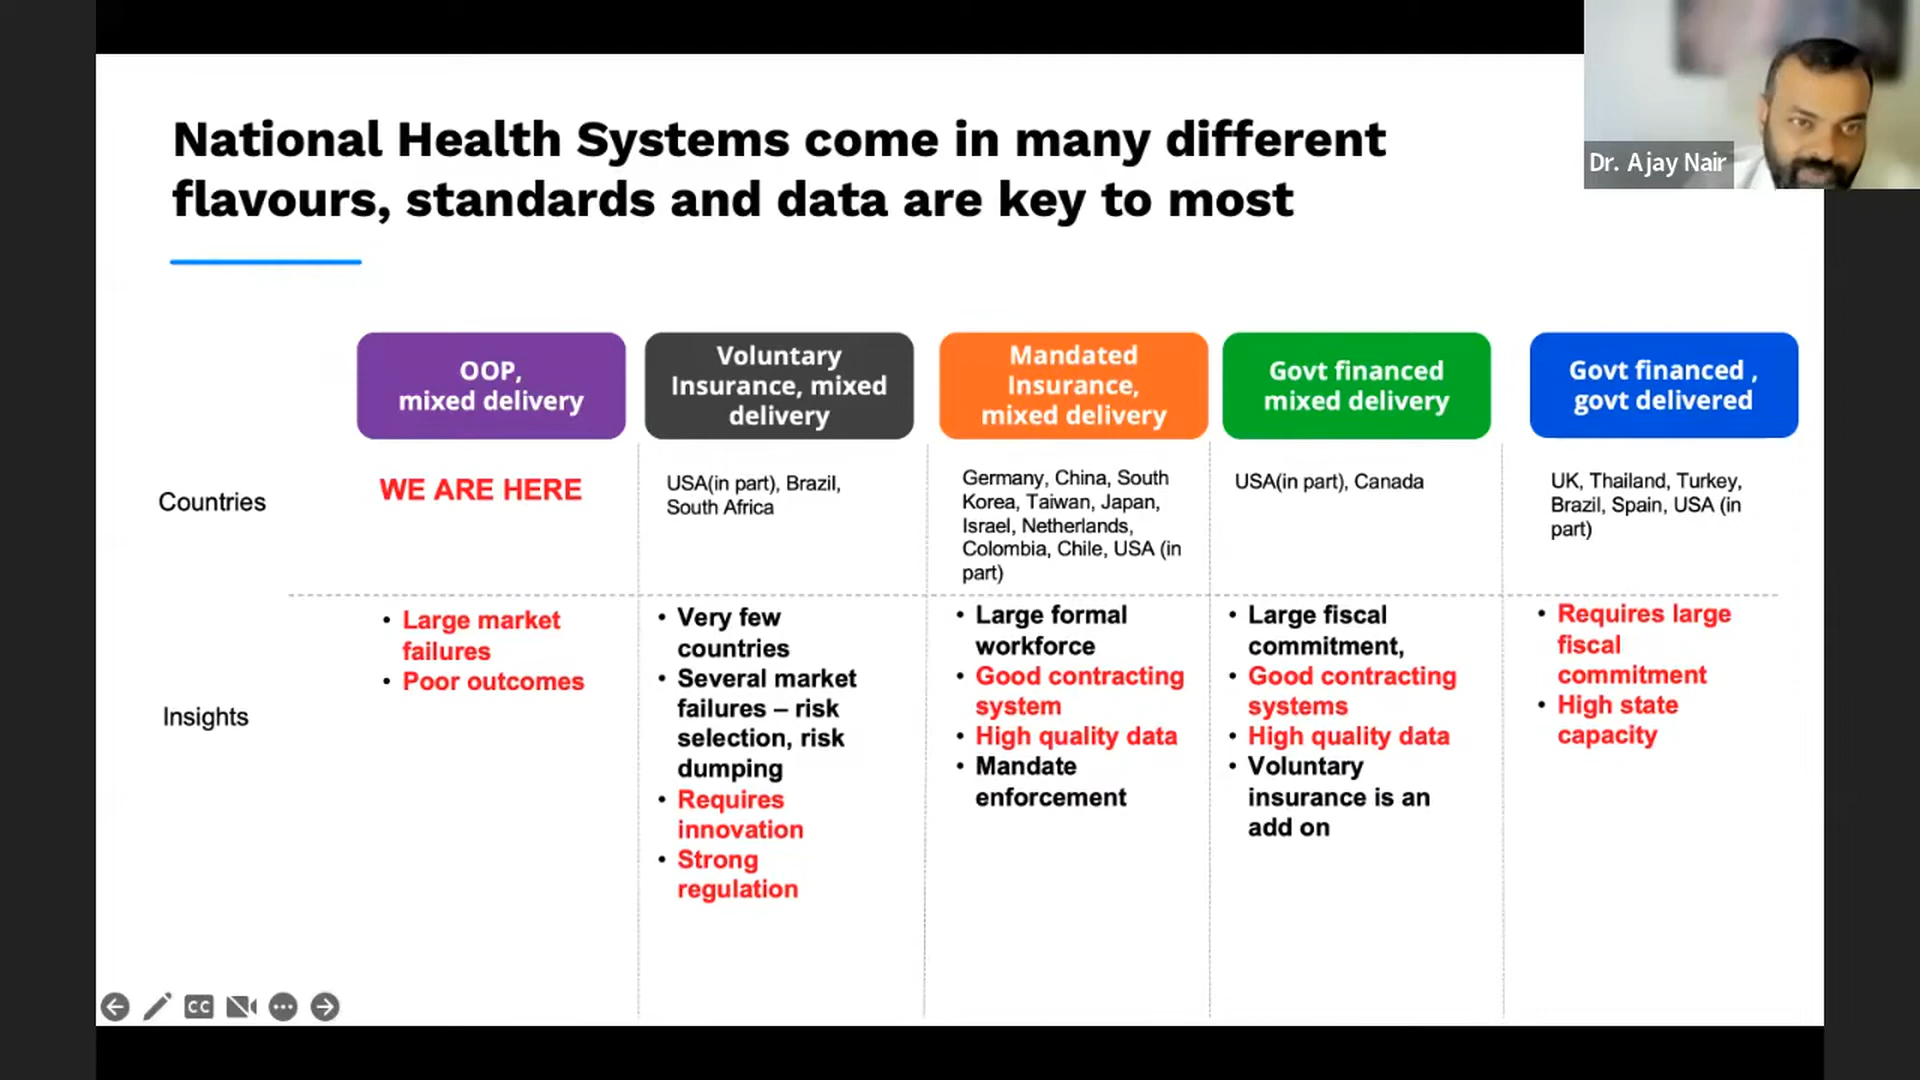 National Health Systems come in many different
flavours, standards and data are key to most
Dr. Ajay Nair
OOP,
mixed delivery
Voluntary
Insurance, mixed
delivery
Mandated
Insurance,
mixed delivery
Govt financed
mixed delivery
Govt financed ,
govt delivered
Countries
WE ARE HERE
USA(in part), Brazil,
South Africa
Germany, China, South
Korea, Taiwan, Japan,
Israel, Netherlands,
Colombia, Chile, USA (in
part)
USA(in part), Canada
UK, Thailand, Turkey,
Brazil, Spain, USA (in
part)
Insights
• Large market
failures
• Poor outcomes
• Very few
countries
• Several market
failures – risk
selection, risk
dumping
• Requires
innovation
• Strong
regulation
• Large formal
workforce
• Good contracting
system
• High quality data
• Mandate
enforcement
• Large fiscal
commitment,
• Good contracting
systems
• High quality data
• Voluntary
insurance is an
add on
• Requires large
fiscal
commitment
• High state
capacity
CC